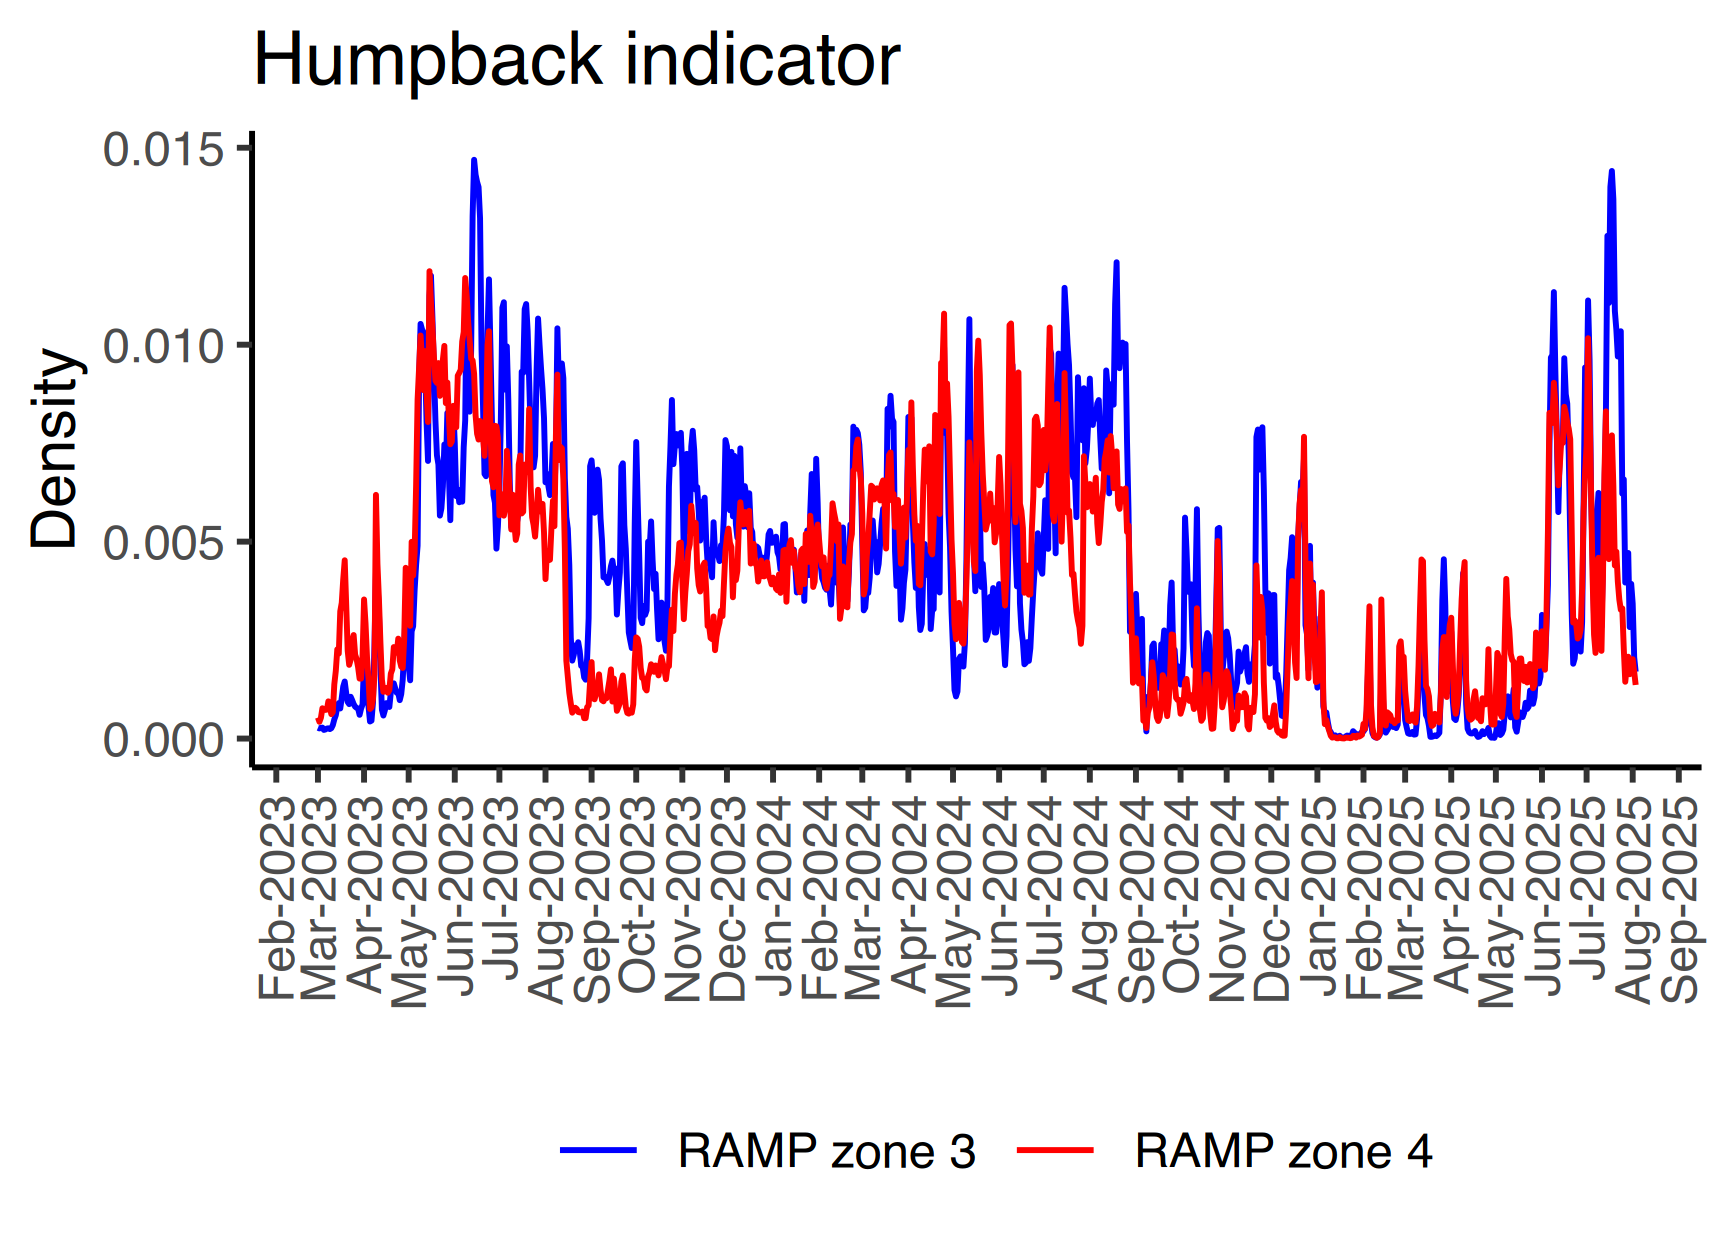 Humpback indicator
Density
0.015
0.010
0.005
0.000
Feb-2023
Mar-2023
Apr-2023
May-2023
Jun-2023
Jul-2023
Aug-2023
Sep-2023
Oct-2023
Nov-2023
Dec-2023
Jan-2024
Feb-2024
Mar-2024
Apr-2024
May-2024
Jun-2024
Jul-2024
Aug-2024
Sep-2024
Oct-2024
Nov-2024
Dec-2024
Jan-2025
Feb-2025
Mar-2025
Apr-2025
May-2025
Jun-2025
Jul-2025
Aug-2025
Sep-2025
RAMP zone 3
RAMP zone 4